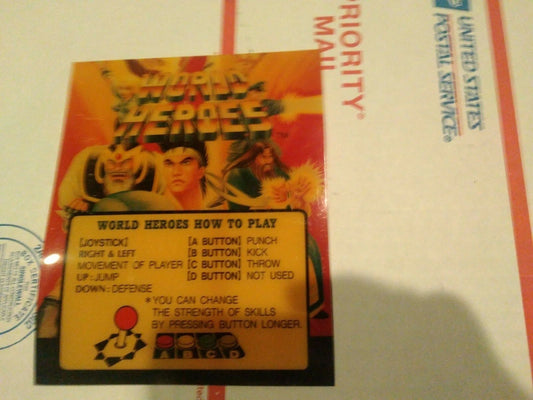 WORLD
HEROES
WORLD HEROES HOW TO PLAY
[JOYSTICK]
RIGHT & LEFT
MOVEMENT OF PLAYER
UP:JUMP
DOWN:DEFENSE
[A BUTTON] PUNCH
[B BUTTON] KICK
[C BUTTON] THROW
[D BUTTON] NOT USED
*YOU CAN CHANGE
THE STRENGTH OF SKILLS
BY PRESSING BUTTON LONGER.
A B C D
PRIORITY
MAIL
UNITED STATES
POSTAL SERVICE®